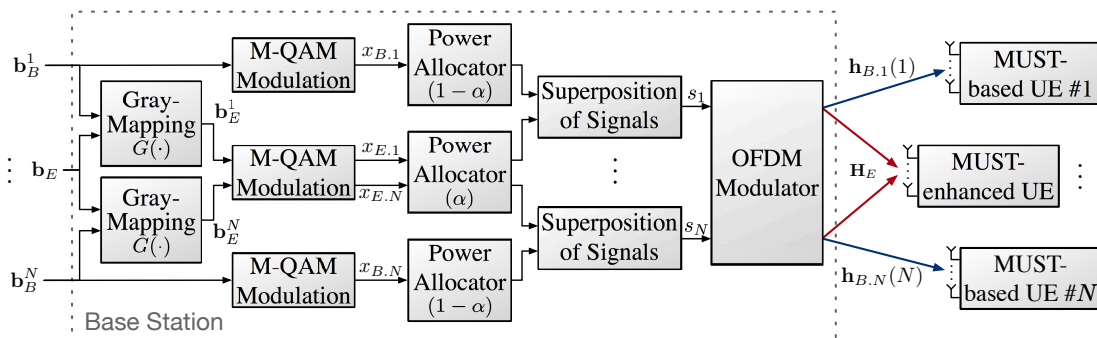 b_B^1
⋮
b_E
b_B^N
Gray-
Mapping
G(·)
Gray-
Mapping
G(·)
b_E^1
b_E^N
M-QAM
Modulation
M-QAM
Modulation
M-QAM
Modulation
x_{B.1}
x_{E.1}
x_{E.N}
x_{B.N}
Power
Allocator
(1 − α)
Power
Allocator
(α)
Power
Allocator
(1 − α)
Superposition
of Signals
⋮
Superposition
of Signals
s_1
s_N
OFDM
Modulator
h_{B.1}(1)
H_E
h_{B.N}(N)
MUST-
based UE #1
MUST-
enhanced UE
⋮
MUST-
based UE #N
Base Station